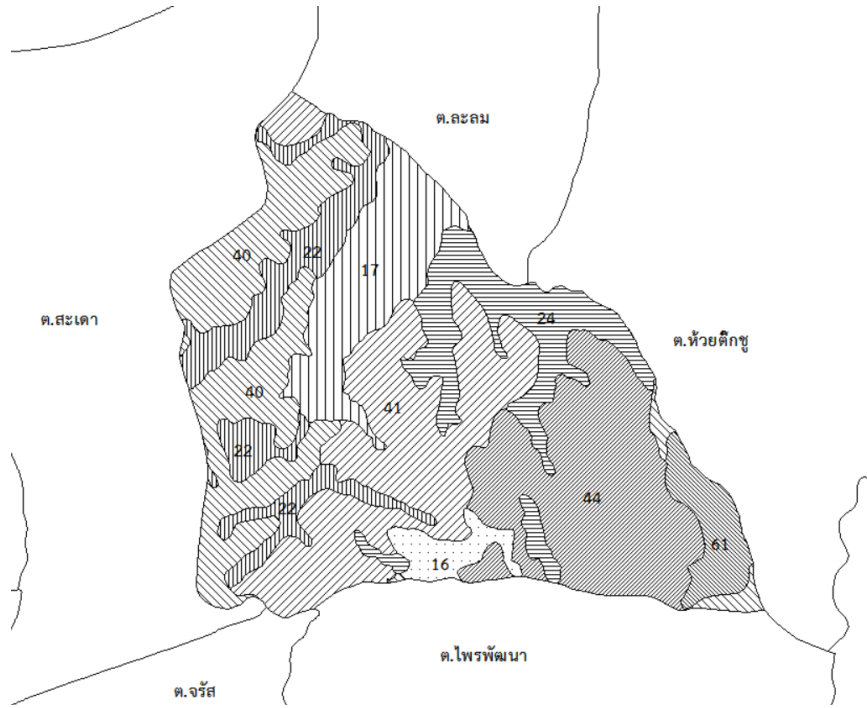 ต.ละลม
40
22
17
ต.สะเดา
24
ต.ห้วยตึกชู
40
41
22
44
22
61
16
ต.ไพรพัฒนา
ต.จรัส